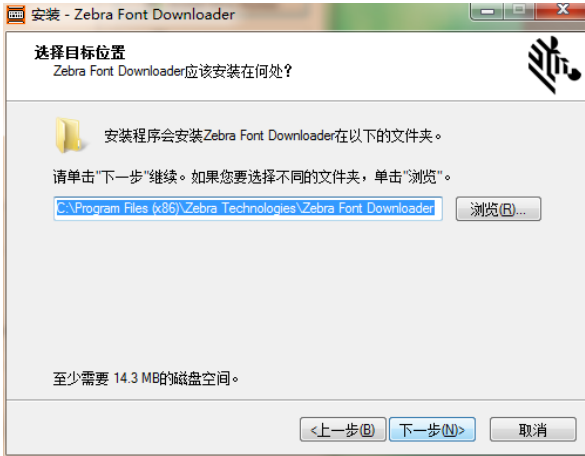 安装 - Zebra Font Downloader
选择目标位置
Zebra Font Downloader应该安装在何处?
安装程序会安装Zebra Font Downloader在以下的文件夹。
请单击"下一步"继续。如果您要选择不同的文件夹，单击"浏览"。
C:\Program Files (x86)\Zebra Technologies\Zebra Font Downloader
浏览(R)...
至少需要 14.3 MB的磁盘空间。
<上一步(B) 下一步(N)> 取消